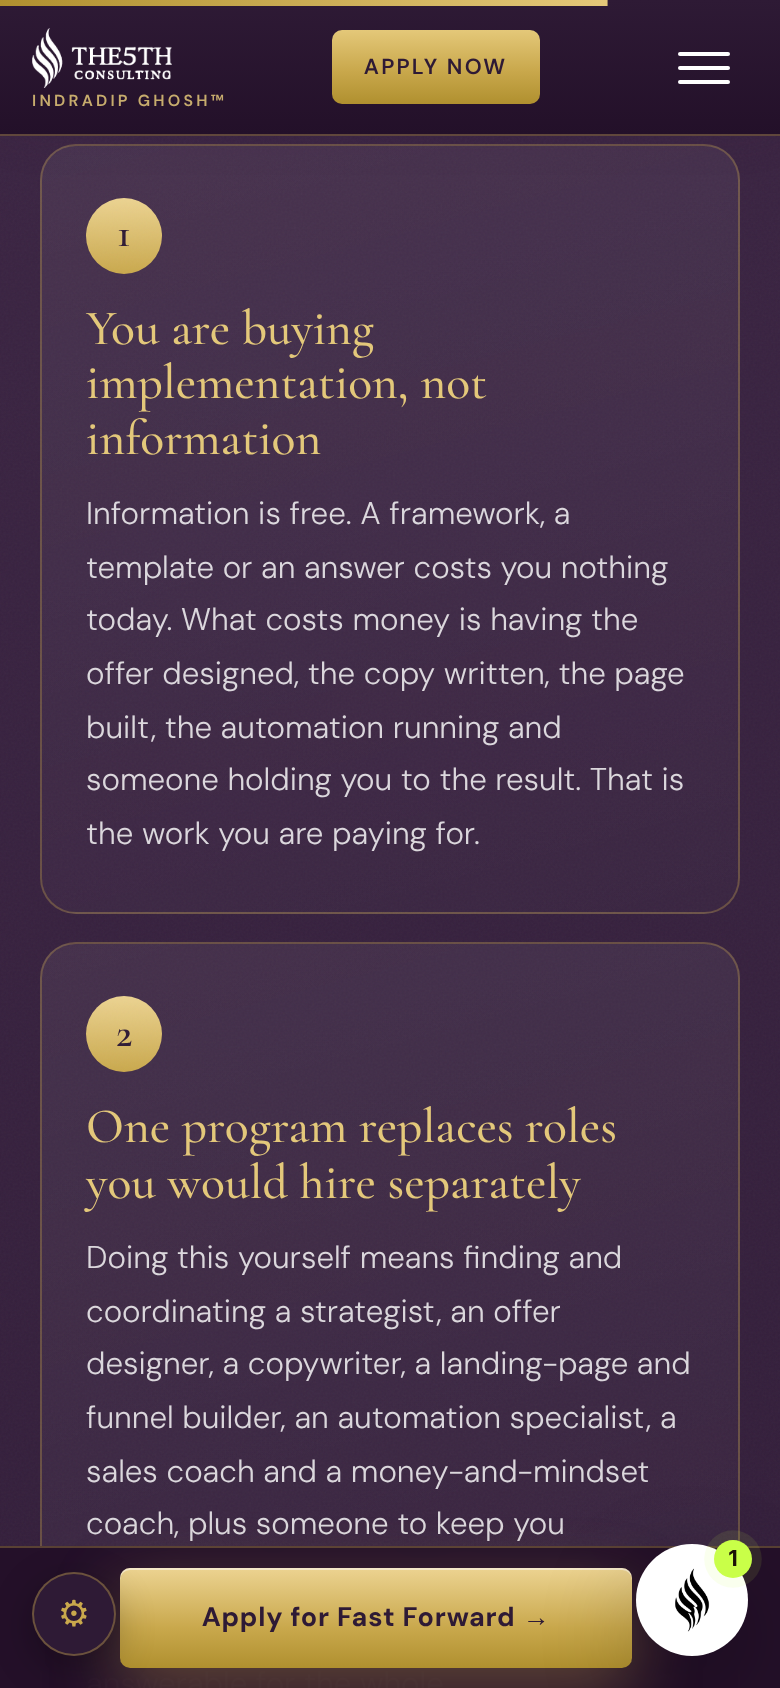 THE5TH
CONSULTING
INDRADIP GHOSH™
APPLY NOW
1
You are buying
implementation, not
information
Information is free. A framework, a
template or an answer costs you nothing
today. What costs money is having the
offer designed, the copy written, the page
built, the automation running and
someone holding you to the result. That is
the work you are paying for.
2
One program replaces roles
you would hire separately
Doing this yourself means finding and
coordinating a strategist, an offer
designer, a copywriter, a landing-page and
funnel builder, an automation specialist, a
sales coach and a money-and-mindset
coach, plus someone to keep you
Apply for Fast Forward →
1